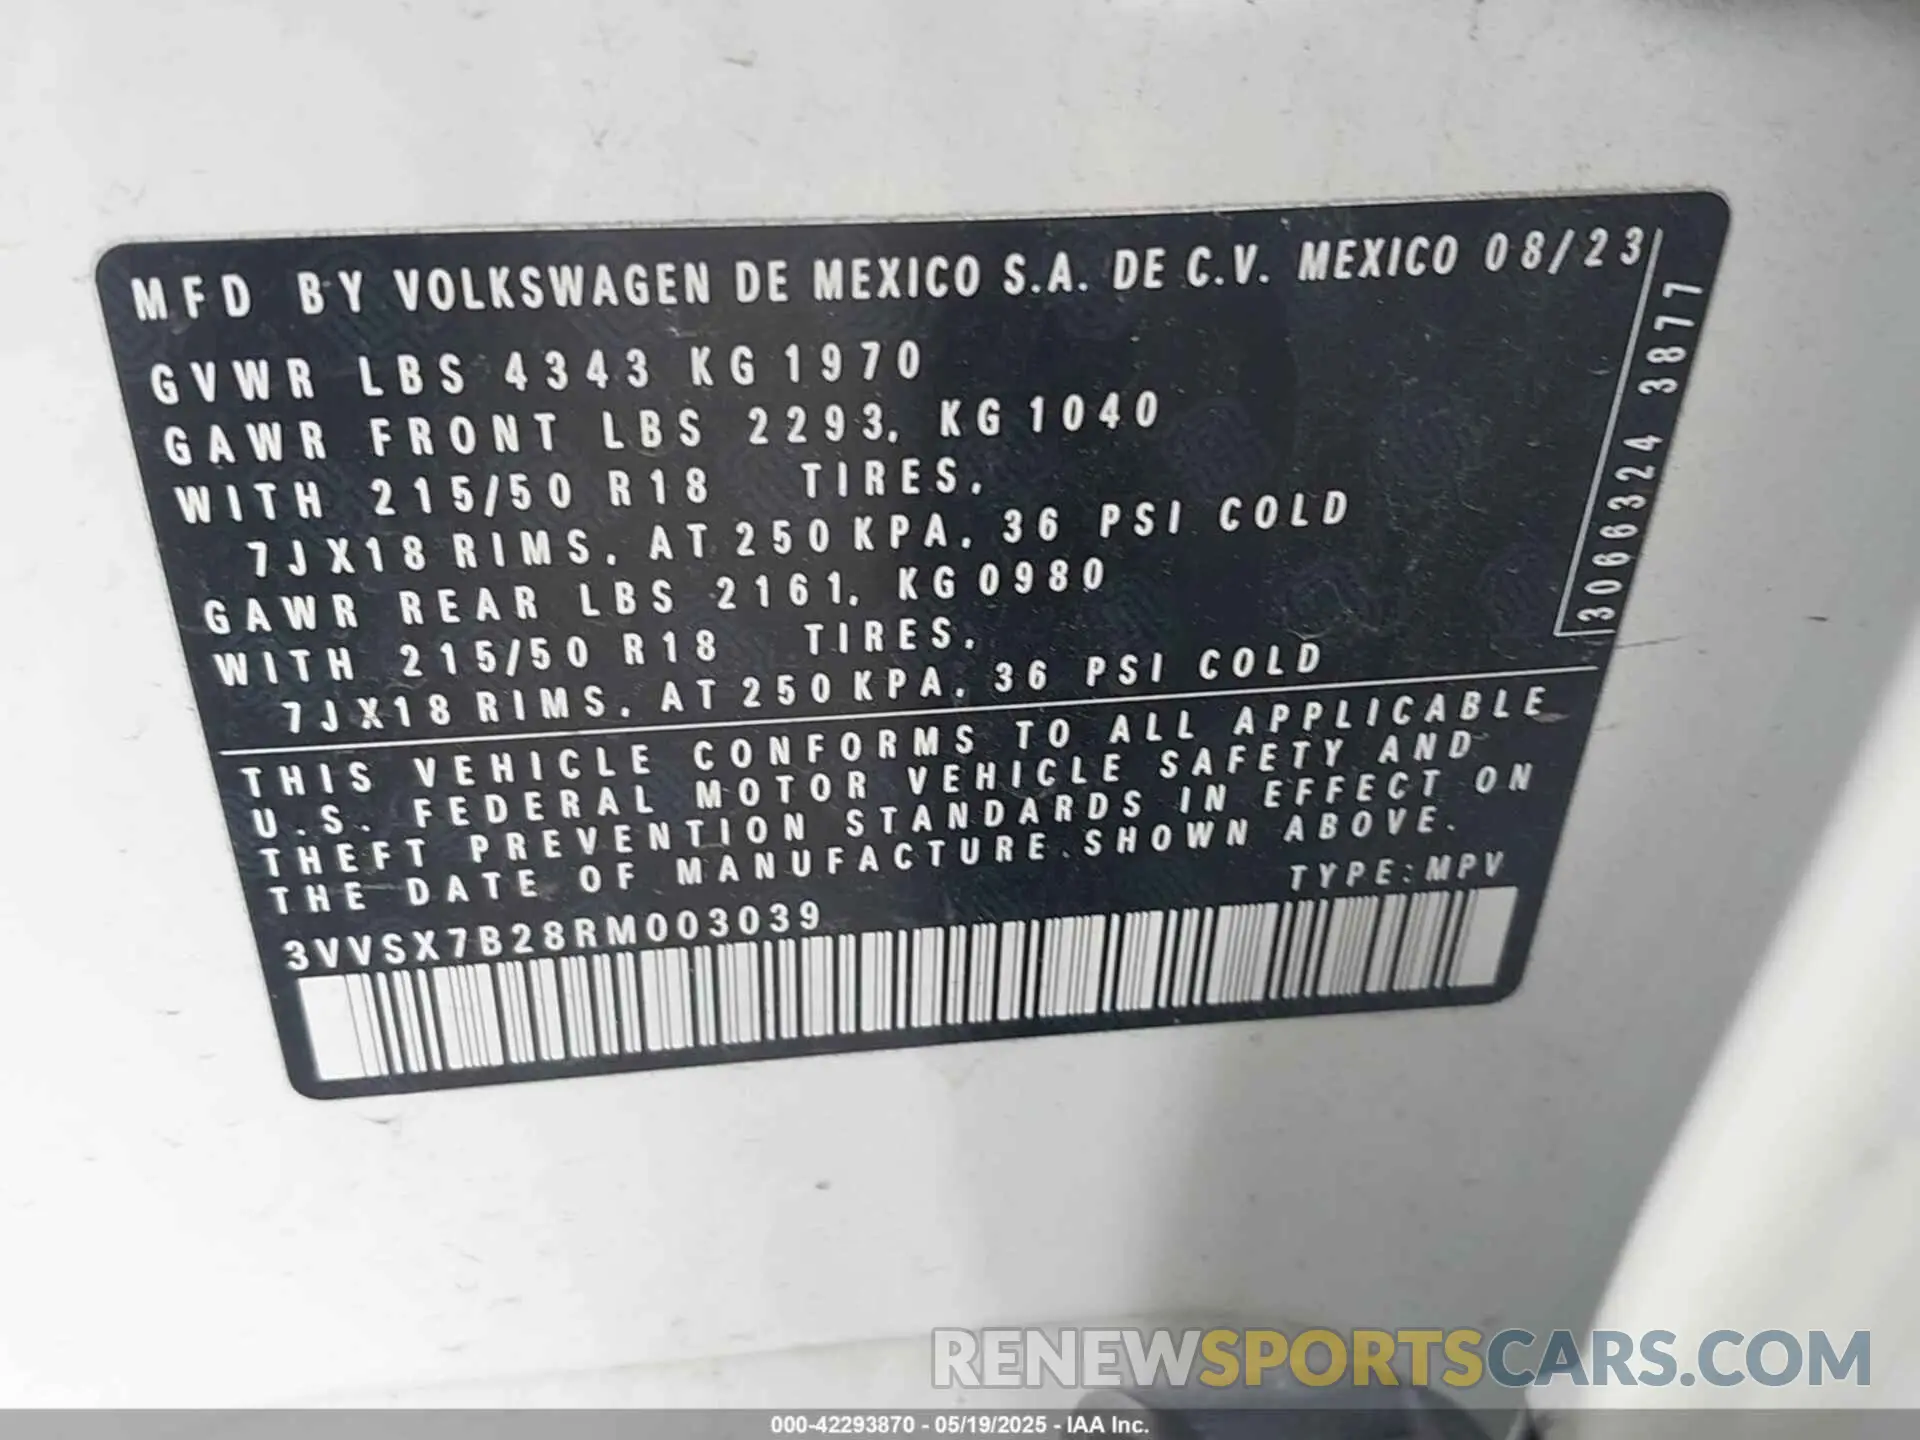 MFD BY VOLKSWAGEN DE MEXICO S.A. DE C.V. MEXICO 08/23
GVWR LBS 4343 KG 1970
GAWR FRONT LBS 2293, KG 1040
WITH 215/50 R18 TIRES,
7JX18 RIMS, AT 250 KPA, 36 PSI COLD
GAWR REAR LBS 2161, KG 0980
WITH 215/50 R18 TIRES,
7JX18 RIMS, AT 250 KPA, 36 PSI COLD
3066324 3877
THIS VEHICLE CONFORMS TO ALL APPLICABLE
U.S. FEDERAL MOTOR VEHICLE SAFETY AND
THEFT PREVENTION STANDARDS IN EFFECT ON
THE DATE OF MANUFACTURE SHOWN ABOVE.
TYPE: MPV
3VVSX7B28RM003039
RENEWSPORTSCARS.COM
000-42293870 - 05/19/2025 - IAA Inc.